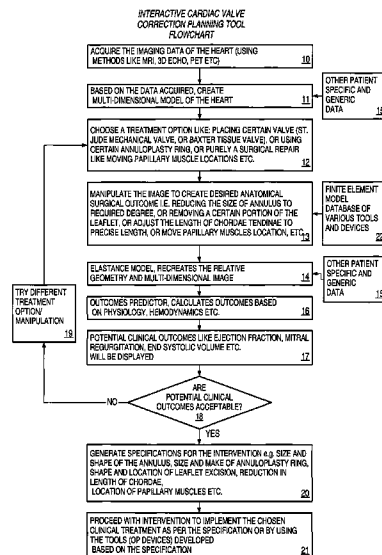 INTERACTIVE CARDIAC VALVE
CORRECTION PLANNING TOOL
FLOWCHART
ACQUIRE THE IMAGING DATA OF THE HEART (USING
METHODS LIKE MRI, 3D ECHO, PET ETC)
10
BASED ON THE DATA ACQUIRED, CREATE
MULTI-DIMENSIONAL MODEL OF THE HEART
11
OTHER PATIENT
SPECIFIC AND
GENERIC
DATA
15
CHOOSE A TREATMENT OPTION LIKE: PLACING CERTAIN VALVE (ST.
JUDE MECHANICAL VALVE, OR BAXTER TISSUE VALVE), OR USING
CERTAIN ANNULOPLASTY RING, OR PURELY A SURGICAL REPAIR
LIKE MOVING PAPILLARY MUSCLE LOCATIONS ETC.
12
MANIPULATE THE IMAGE TO CREATE DESIRED ANATOMICAL
SURGICAL OUTCOME I.E. REDUCING THE SIZE OF ANNULUS TO
REQUIRED DEGREE, OR REMOVING A CERTAIN PORTION OF THE
LEAFLET, OR ADJUST THE LENGTH OF CHORDAE TENDINAE TO
PRECISE LENGTH, OR MOVE PAPILLARY MUSCLES LOCATION, ETC
13
FINITE ELEMENT
MODEL
DATABASE
OF VARIOUS TOOLS
AND DEVICES
22
ELASTANCE MODEL, RECREATES THE RELATIVE
GEOMETRY AND MULTIDIMENSIONAL IMAGE
14
OTHER PATIENT
SPECIFIC AND
GENERIC
DATA
15
OUTCOMES PREDICTOR, CALCULATES OUTCOMES BASED
ON PHYSIOLOGY, HEMODYNAMICS ETC.
16
POTENTIAL CLINICAL OUTCOMES LIKE EJECTION FRACTION, MITRAL
REGURGITATION, END SYSTOLIC VOLUME ETC.
WILL BE DISPLAYED
17
TRY DIFFERENT
TREATMENT
OPTION/
MANIPULATION
19
ARE
POTENTIAL CLINICAL
OUTCOMES ACCEPTABLE?
18
NO
YES
GENERATE SPECIFICATIONS FOR THE INTERVENTION e.g. SIZE AND
SHAPE OF THE ANNULUS, SIZE AND MAKE OF ANNULOPLASTY RING,
SHAPE AND LOCATION OF LEAFLET EXCISION, REDUCTION IN
LENGTH OF CHORDAE,
LOCATION OF PAPILLARY MUSCLES ETC.
20
PROCEED WITH INTERVENTION TO IMPLEMENT THE CHOSEN
CLINICAL TREATMENT AS PER THE SPECIFICATION OR BY USING
THE TOOLS (OP DEVICES) DEVELOPED
BASED ON THE SPECIFICATION
21